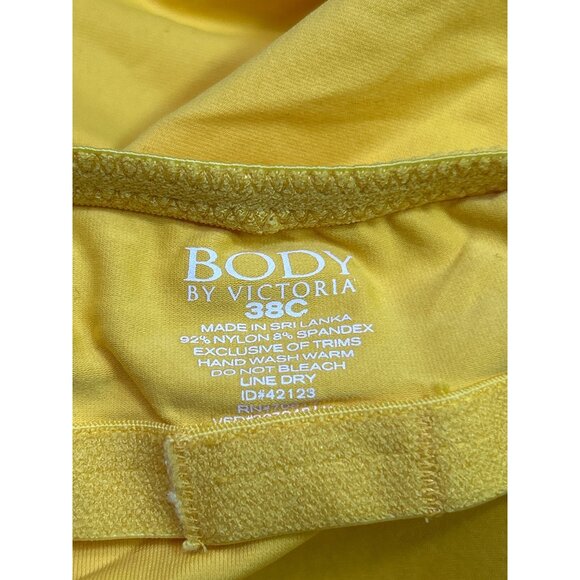 BODY
BY VICTORIA
38C
MADE IN SRI LANKA
92% NYLON 8% SPANDEX
EXCLUSIVE OF TRIMS
HAND WASH WARM
DO NOT BLEACH
LINE DRY
ID#42123